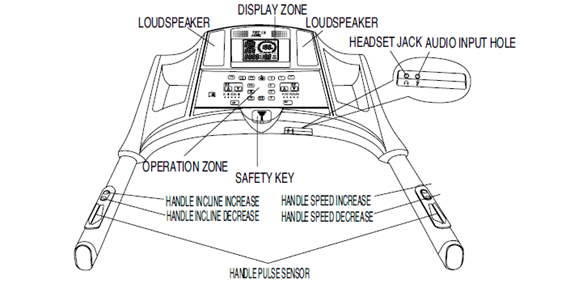 DISPLAY ZONE
LOUDSPEAKER
LOUDSPEAKER
HEADSET JACK
AUDIO INPUT HOLE
OPERATION ZONE
SAFETY KEY
HANDLE INCLINE INCREASE
HANDLE INCLINE DECREASE
HANDLE SPEED INCREASE
HANDLE SPEED DECREASE
HANDLE PULSE SENSOR